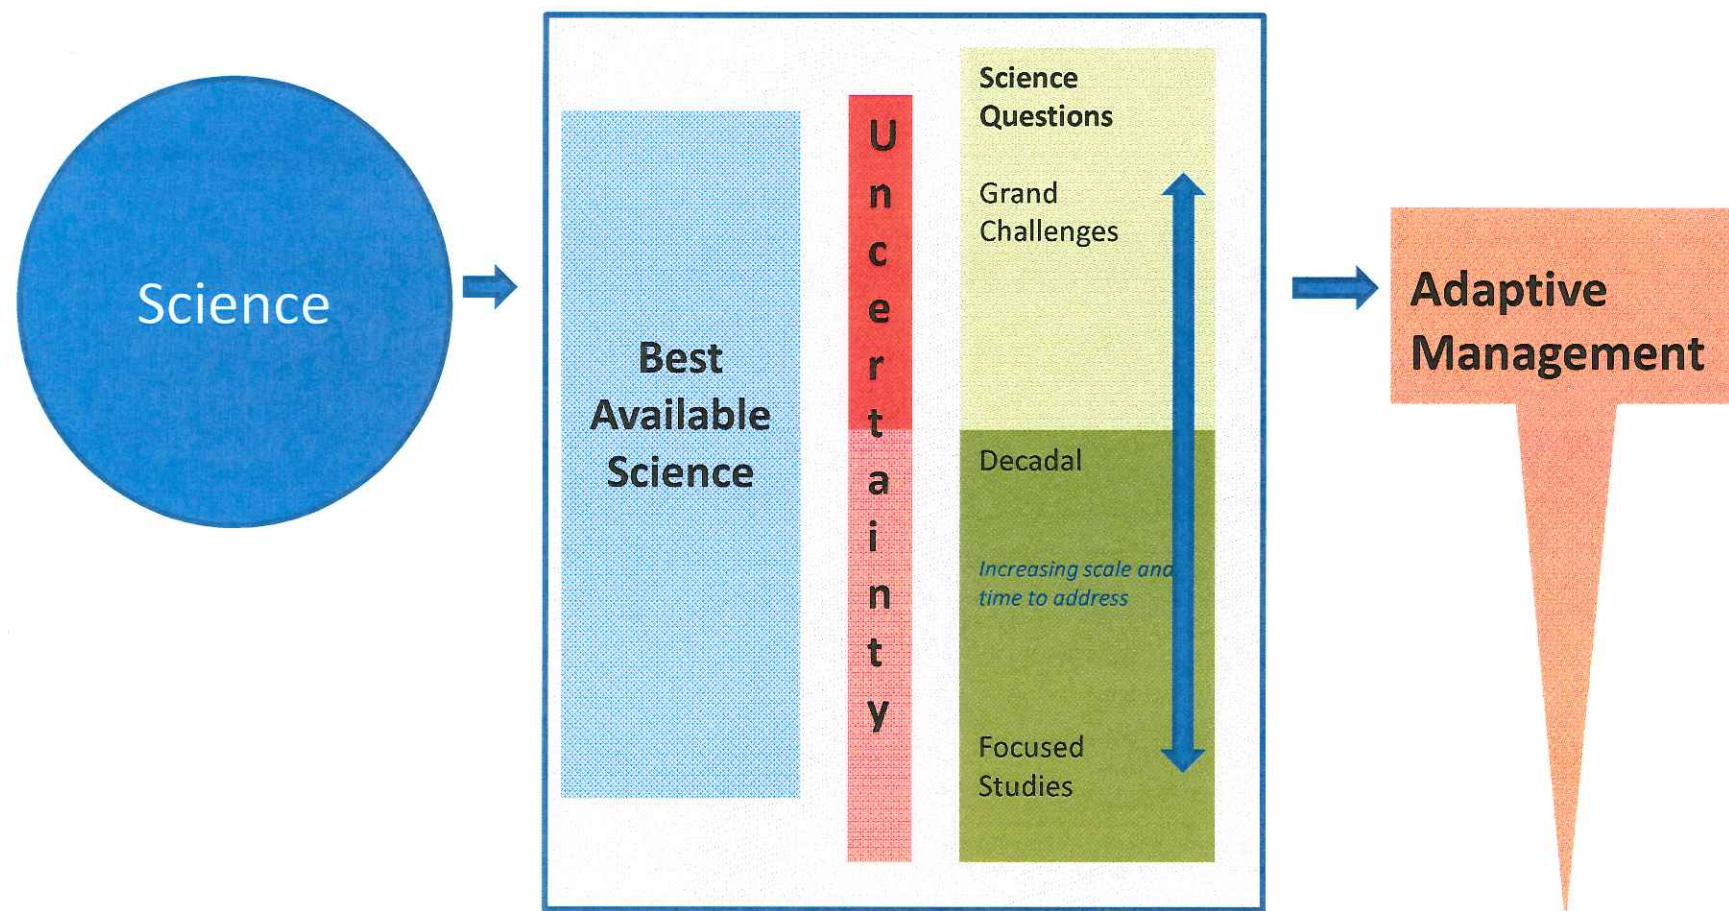 Science
Best
Available
Science
Uncertainty
Science
Questions
Grand
Challenges
Decadal
Increasing scale and
time to address
Focused
Studies
Adaptive
Management